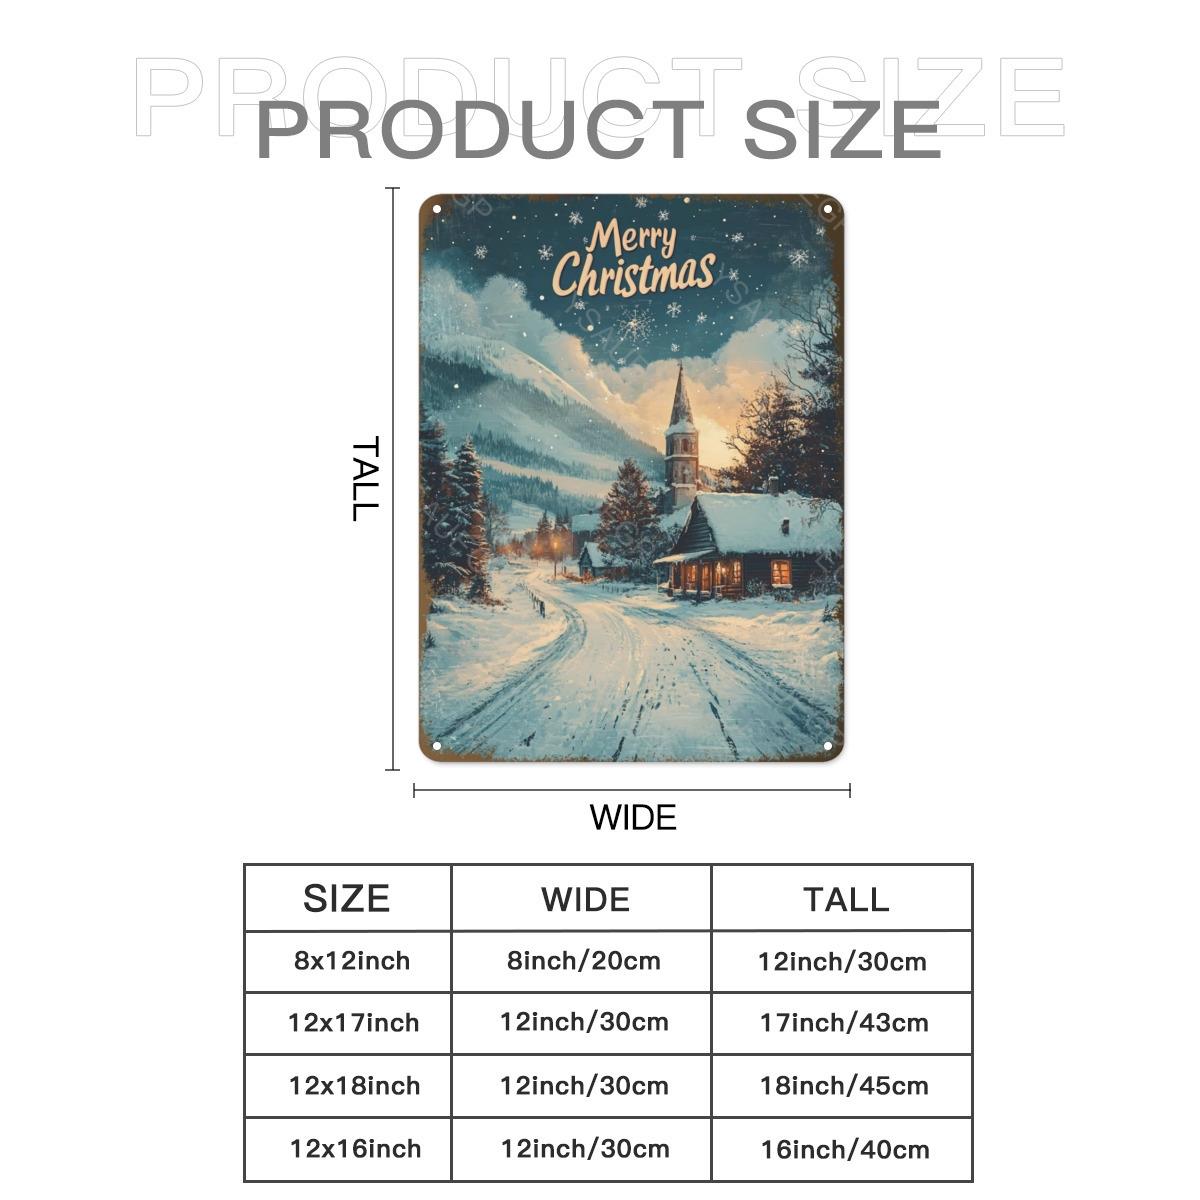 PRODUCT SIZE
PRODUCT SIZE
Merry
Christmas
TALL
WIDE
SIZE WIDE TALL
8x12inch 8inch/20cm 12inch/30cm
12x17inch 12inch/30cm 17inch/43cm
12x18inch 12inch/30cm 18inch/45cm
12x16inch 12inch/30cm 16inch/40cm